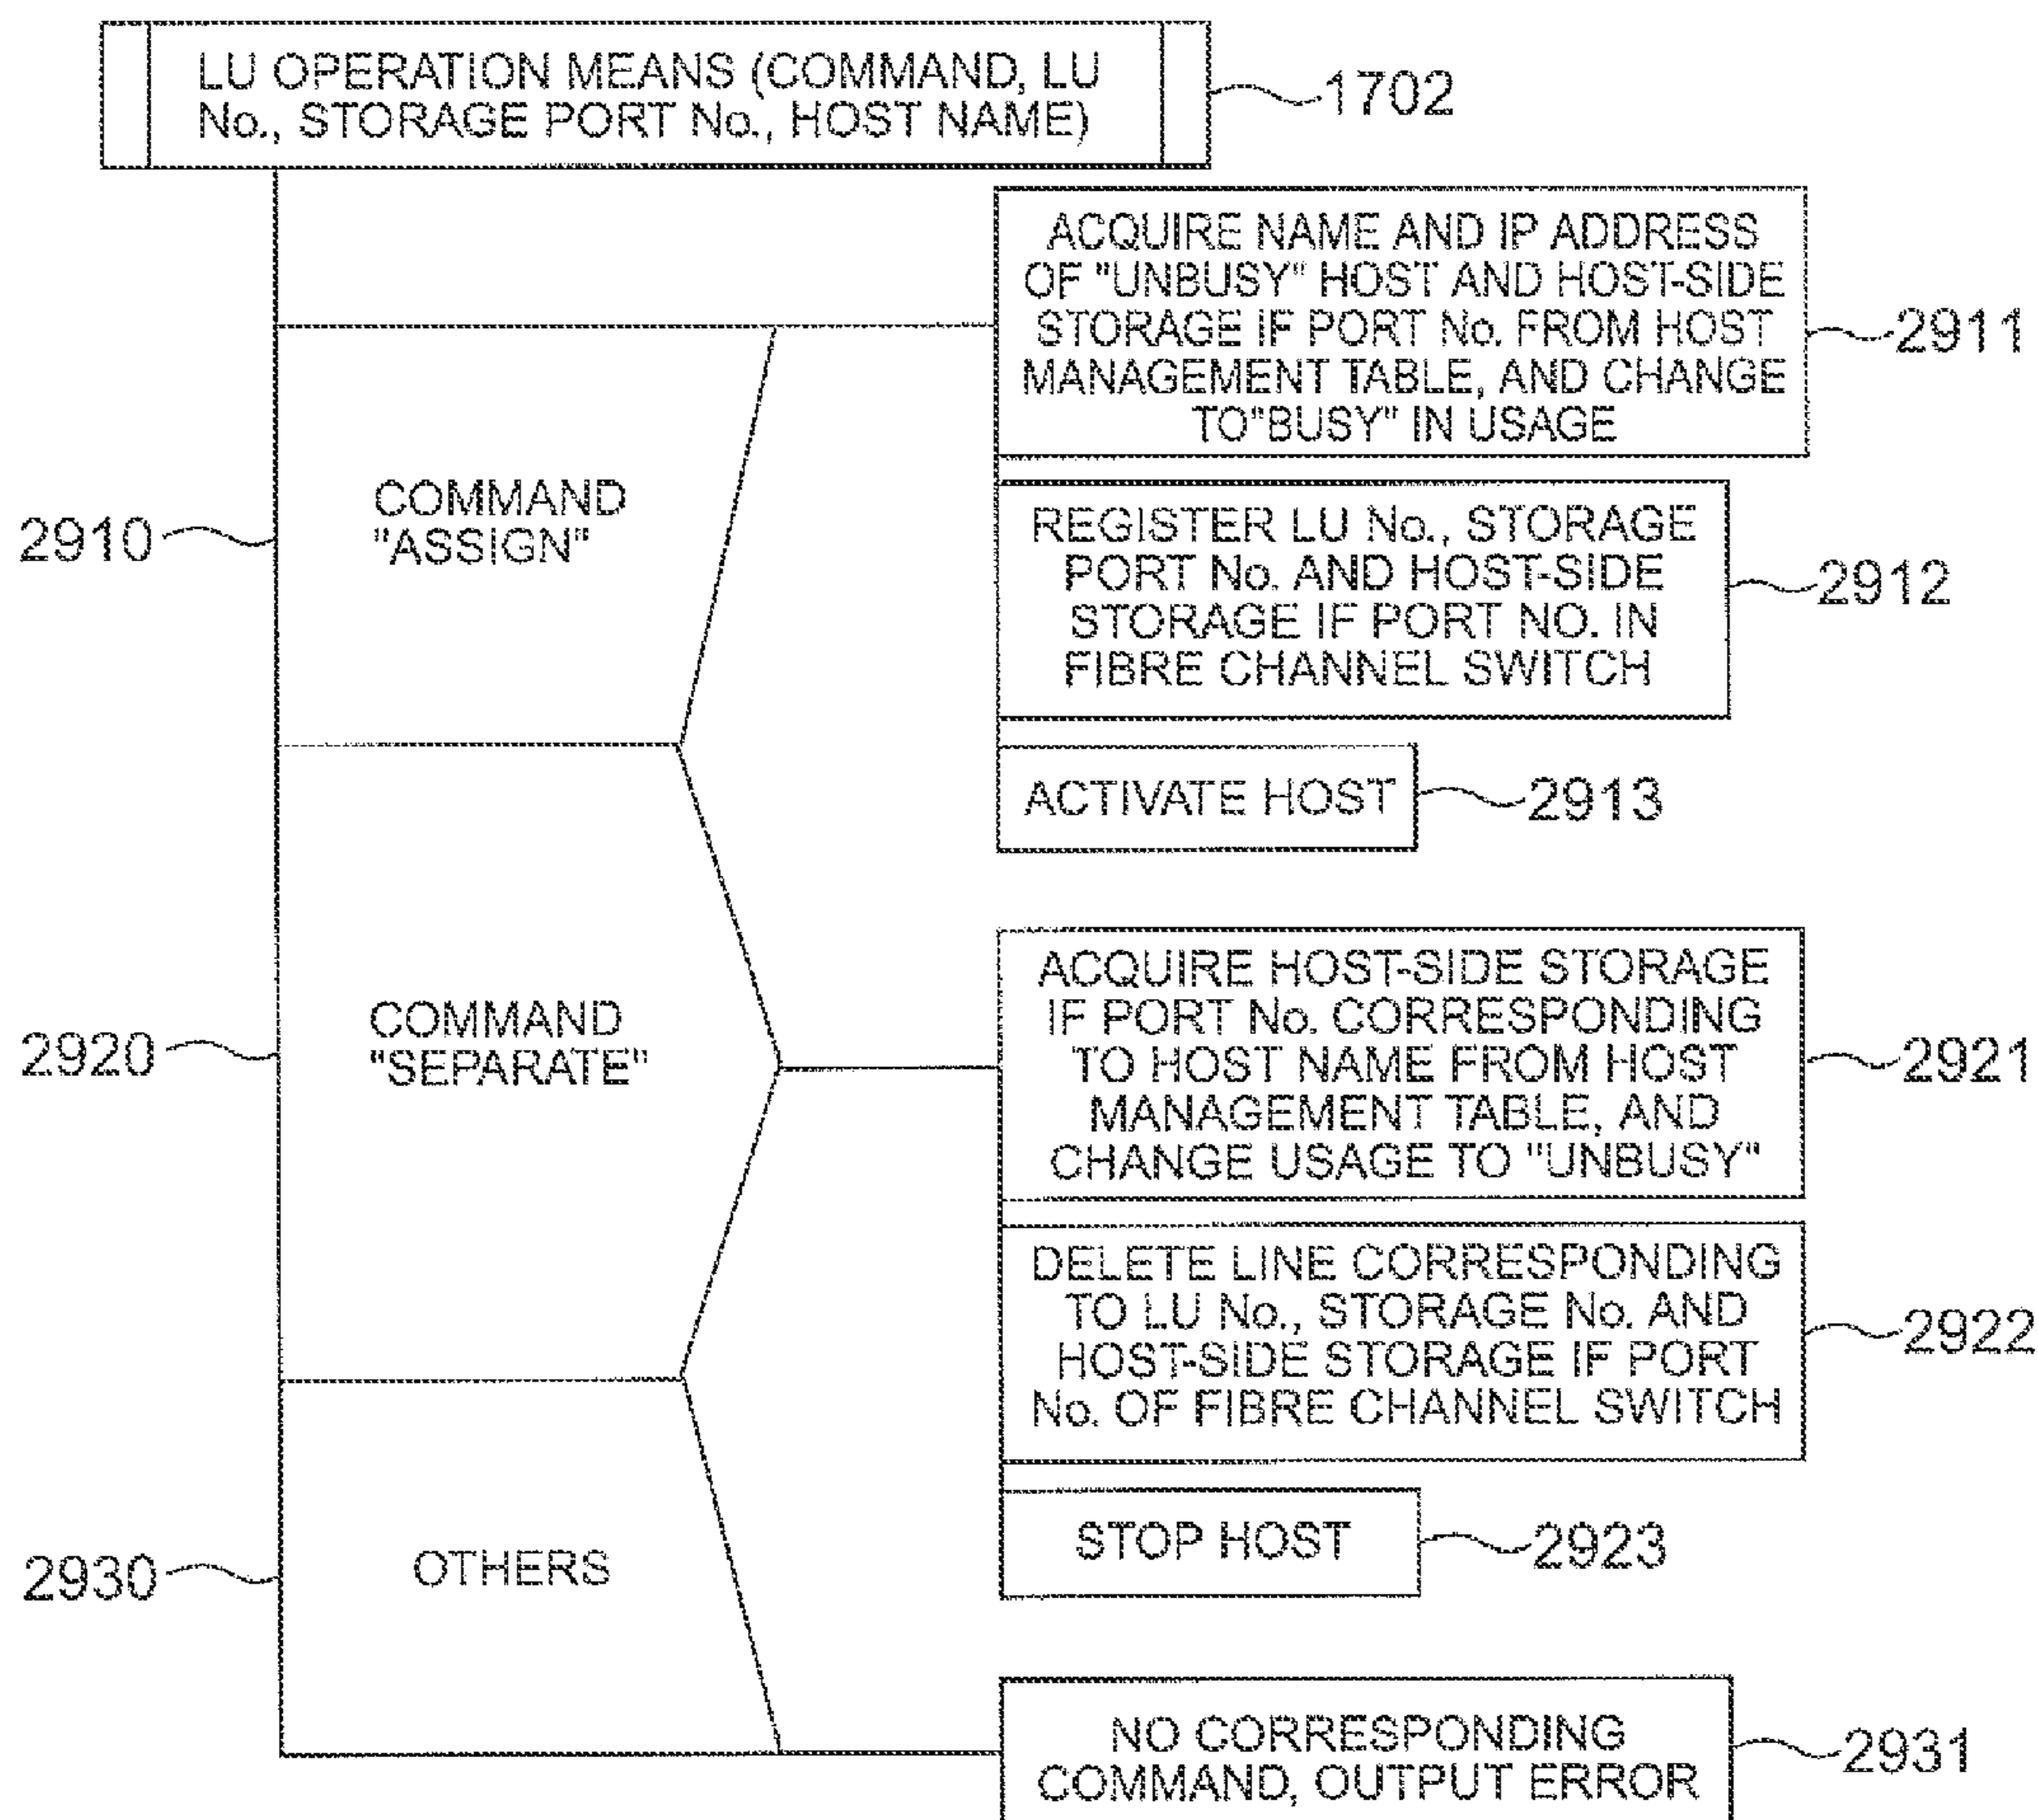 LU OPERATION MEANS (COMMAND, LU
No., STORAGE PORT No., HOST NAME)
1702
ACQUIRE NAME AND IP ADDRESS
OF "UNBUSY" HOST AND HOST-SIDE
STORAGE IF PORT No. FROM HOST
MANAGEMENT TABLE, AND CHANGE
TO"BUSY" IN USAGE
2911
2910
COMMAND
"ASSIGN"
REGISTER LU No., STORAGE
PORT No. AND HOST-SIDE
STORAGE IF PORT NO. IN
FIBRE CHANNEL SWITCH
2912
ACTIVATE HOST
2913
2920
COMMAND
"SEPARATE"
ACQUIRE HOST-SIDE STORAGE
IF PORT No. CORRESPONDING
TO HOST NAME FROM HOST
MANAGEMENT TABLE, AND
CHANGE USAGE TO "UNBUSY"
2921
DELETE LINE CORRESPONDING
TO LU No., STORAGE No. AND
HOST-SIDE STORAGE IF PORT
No. OF FIBRE CHANNEL SWITCH
2922
STOP HOST
2923
2930
OTHERS
NO CORRESPONDING
COMMAND, OUTPUT ERROR
2931